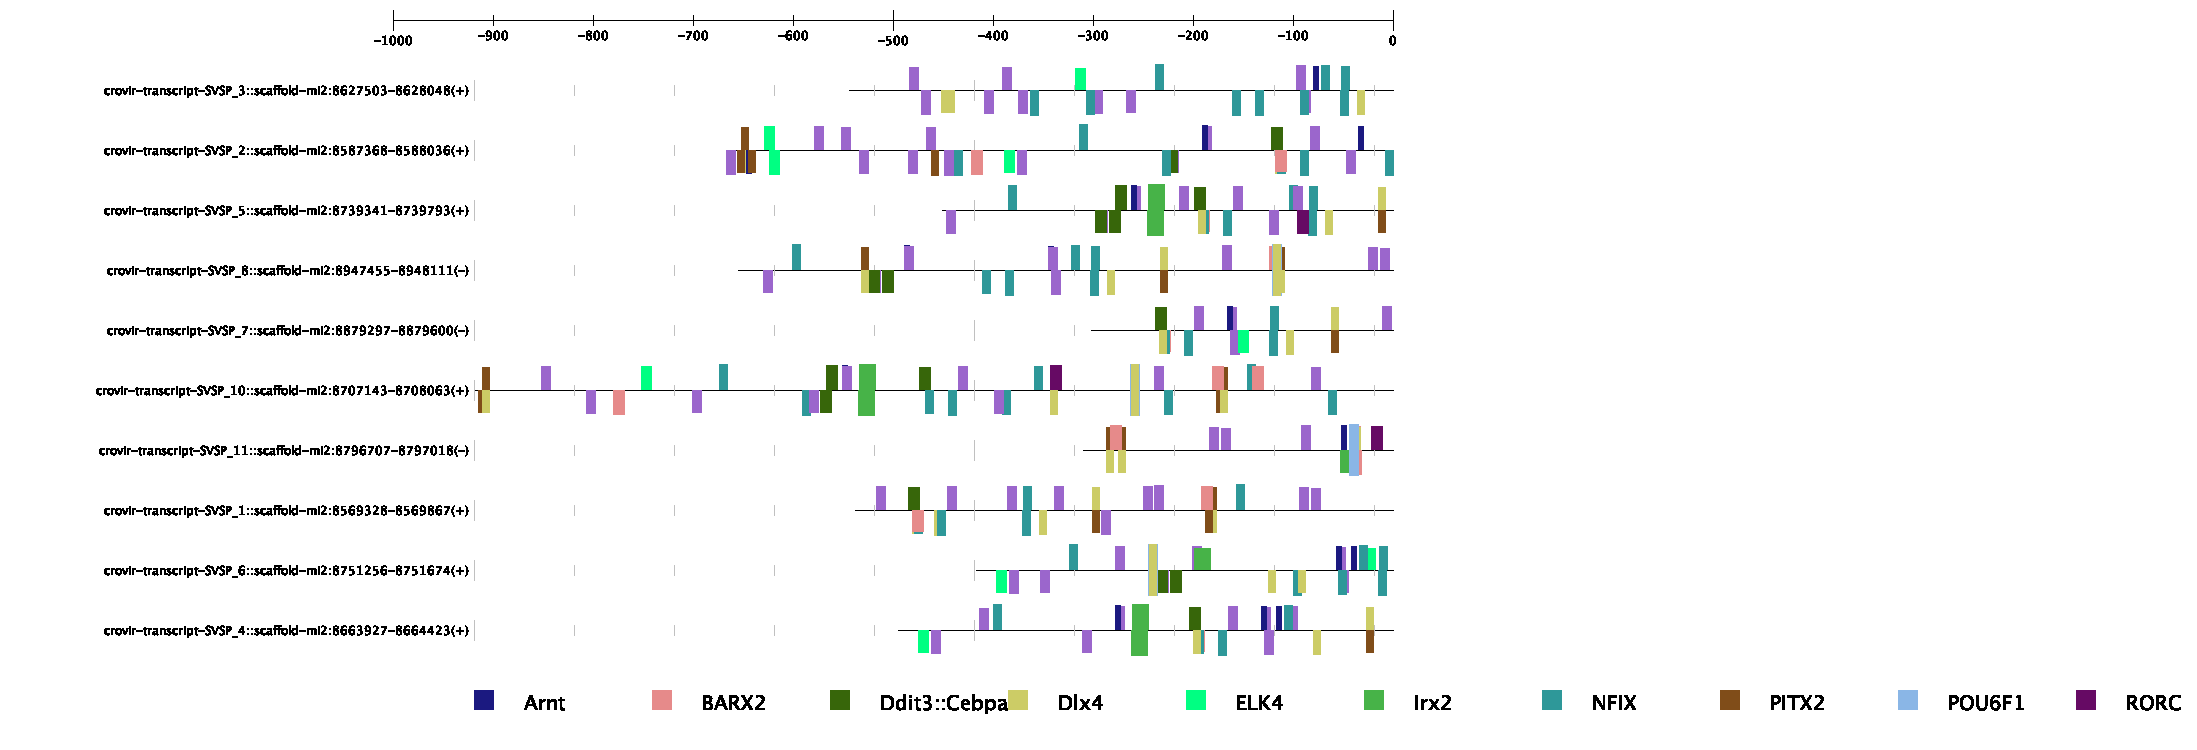 -1000 -900 -800 -700 -600 -500 -400 -300 -200 -100 0
crovir-transcript-SVSP_3::scaffold-mi2:8627503-8628048(+)
crovir-transcript-SVSP_2::scaffold-mi2:8587368-8588036(+)
crovir-transcript-SVSP_5::scaffold-mi2:8739341-8739793(+)
crovir-transcript-SVSP_8::scaffold-mi2:8947455-8948111(-)
crovir-transcript-SVSP_7::scaffold-mi2:8879297-8879600(-)
crovir-transcript-SVSP_10::scaffold-mi2:8707143-8708063(+)
crovir-transcript-SVSP_11::scaffold-mi2:8796707-8797018(-)
crovir-transcript-SVSP_1::scaffold-mi2:8569328-8569867(+)
crovir-transcript-SVSP_6::scaffold-mi2:8751256-8751674(+)
crovir-transcript-SVSP_4::scaffold-mi2:8663927-8664423(+)
Arnt BARX2 Ddit3::Cebpa Dlx4 ELK4 Irx2 NFIX PITX2 POU6F1 RORC